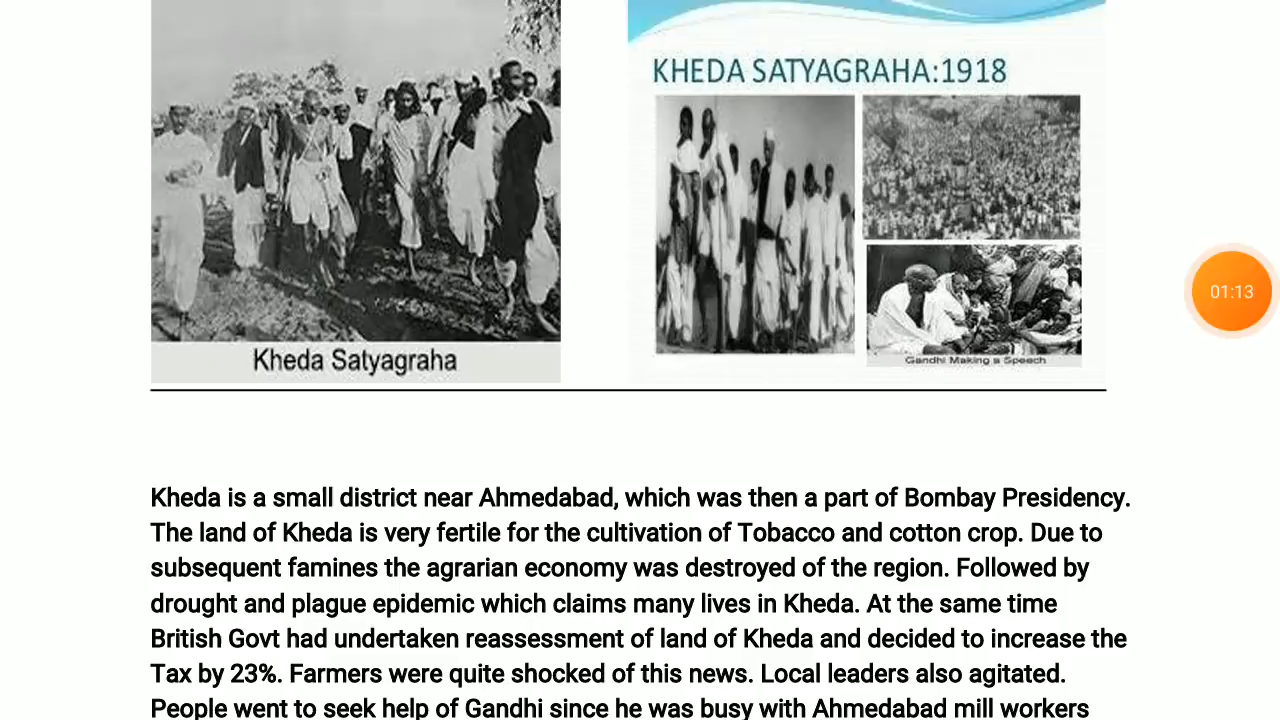 KHEDA SATYAGRAHA:1918
Kheda Satyagraha
Gandhi Making a Speech
01:13
Kheda is a small district near Ahmedabad, which was then a part of Bombay Presidency.
The land of Kheda is very fertile for the cultivation of Tobacco and cotton crop. Due to
subsequent famines the agrarian economy was destroyed of the region. Followed by
drought and plague epidemic which claims many lives in Kheda. At the same time
British Govt had undertaken reassessment of land of Kheda and decided to increase the
Tax by 23%. Farmers were quite shocked of this news. Local leaders also agitated.
People went to seek help of Gandhi since he was busy with Ahmedabad mill workers